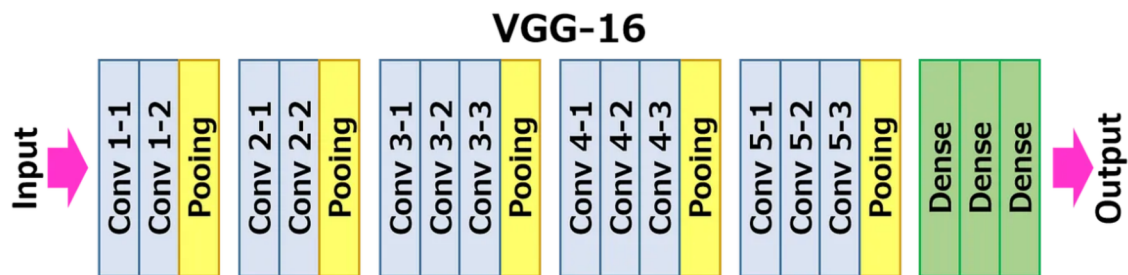 VGG-16
Input
Conv 1-1
Conv 1-2
Pooing
Conv 2-1
Conv 2-2
Pooing
Conv 3-1
Conv 3-2
Conv 3-3
Pooing
Conv 4-1
Conv 4-2
Conv 4-3
Pooing
Conv 5-1
Conv 5-2
Conv 5-3
Pooing
Dense
Dense
Dense
Output